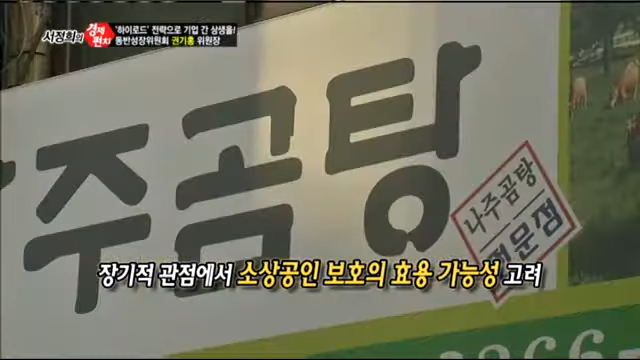 서정희의 경제펀치
'하이로드' 전략으로 기업 간 상생을!
동반성장위원회 권기홍 위원장
주곰탕
나주곰탕
전문점
장기적 관점에서 소상공인 보호의 효용 가능성 고려